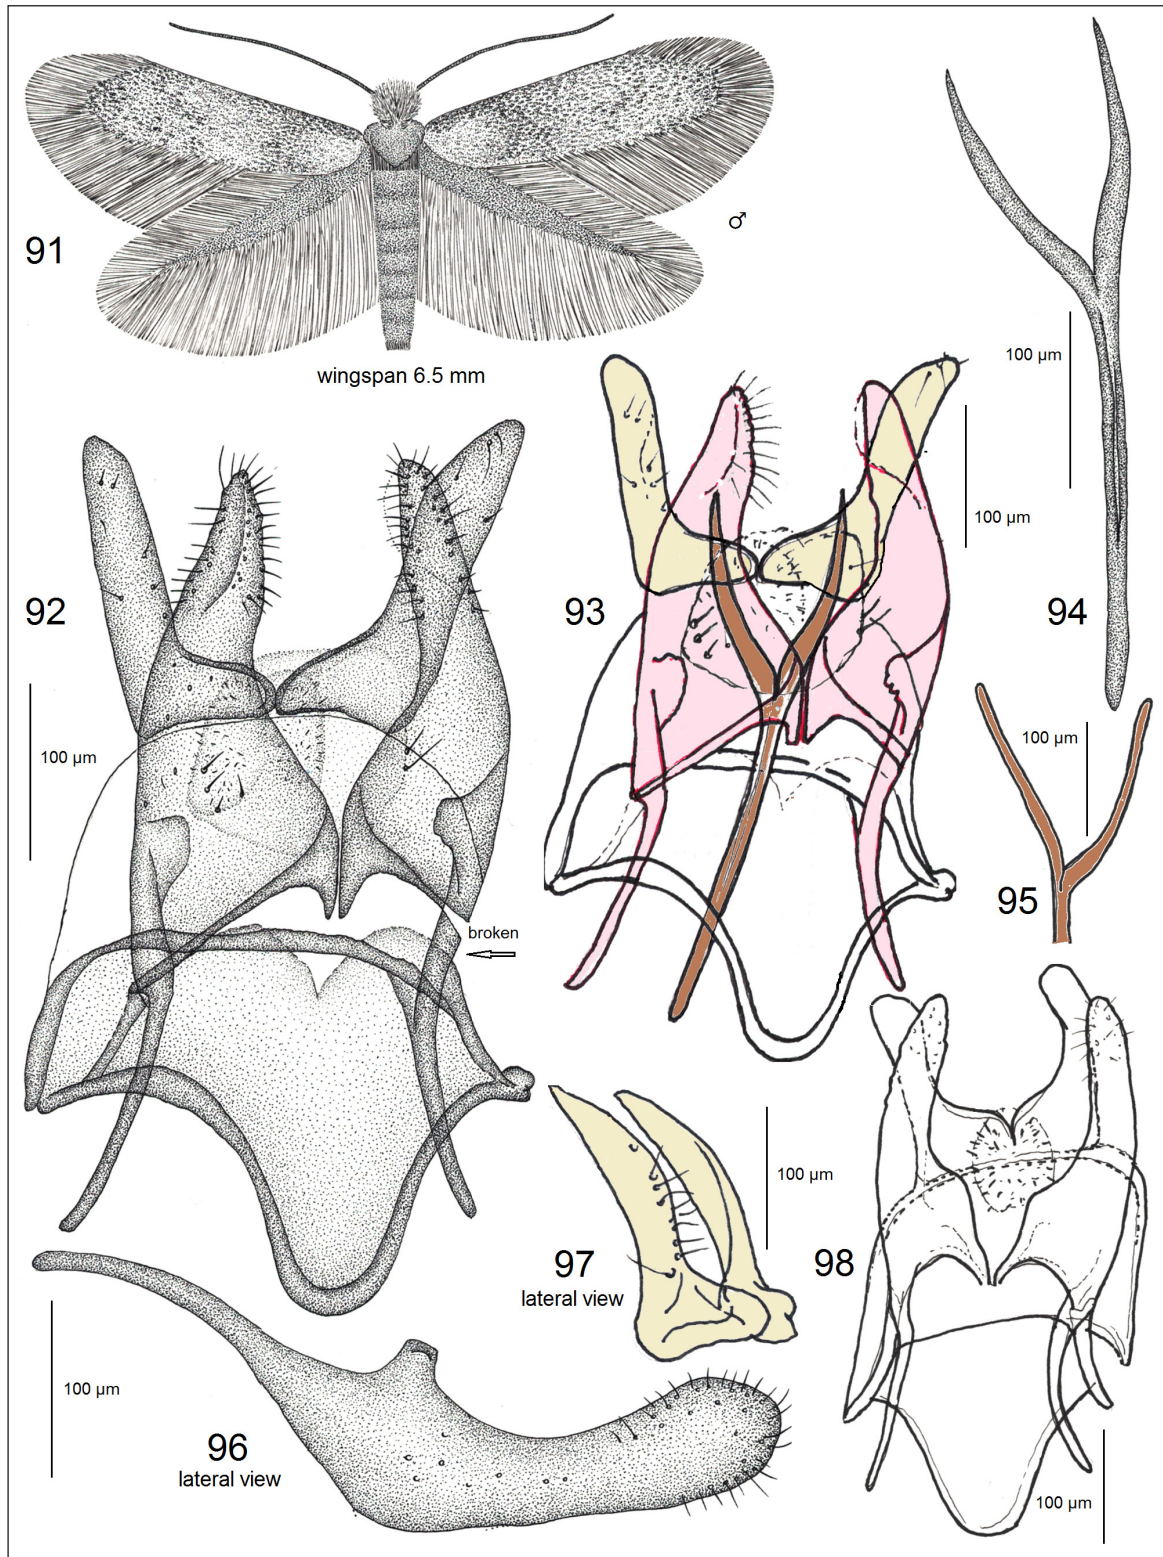 91
♂
wingspan 6.5 mm
94
100 µm
92
100 µm
93
100 µm
95
100 µm
broken
96
lateral view
100 µm
97
lateral view
100 µm
98
100 µm